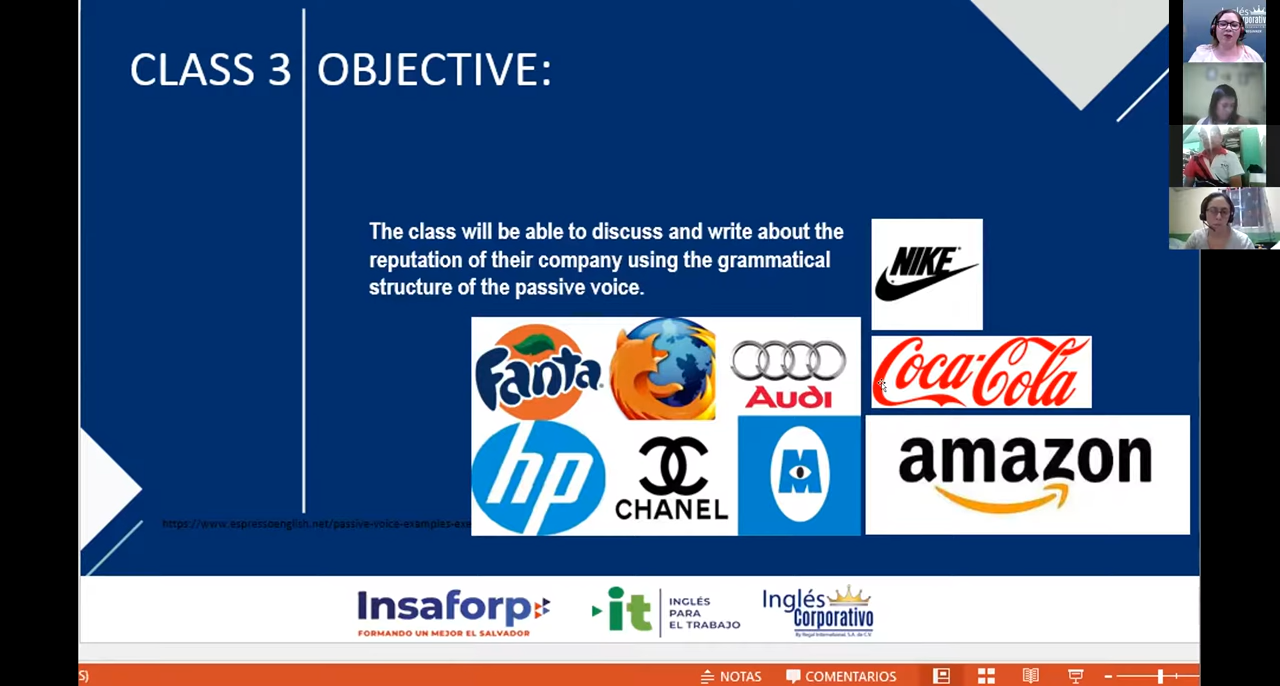 CLASS 3 OBJECTIVE:
The class will be able to discuss and write about the
reputation of their company using the grammatical
structure of the passive voice.
NIKE
Fanta
Audi
Coca-Cola
hp
CHANEL
M
amazon
https://www.espressoenglish.net/passive-voice-examples-exe
Insaforp
FORMANDO UN MEJOR EL SALVADOR
it
INGLÉS
PARA
EL TRABAJO
Inglés
Corporativo
By Regal International, S.A. de C.V.
S)
NOTAS
COMENTARIOS